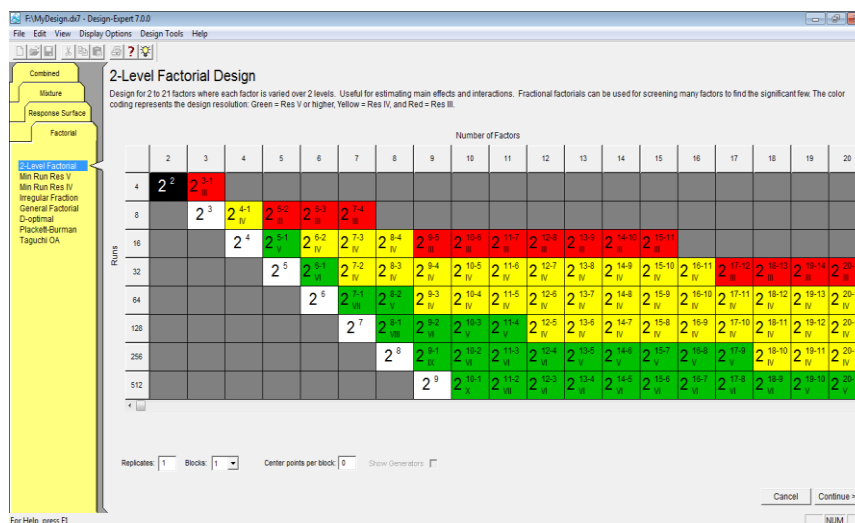 F:\MyDesign.dx7 - Design-Expert 7.0.0
File Edit View Display Options Design Tools Help
Combined
Mixture
Response Surface
Factorial
2-Level Factorial
Min Run Res V
Min Run Res IV
Irregular Fraction
General Factorial
D-optimal
Plackett-Burman
Taguchi OA
2-Level Factorial Design
Design for 2 to 21 factors where each factor is varied over 2 levels. Useful for estimating main effects and interactions. Fractional factorials can be used for screening many factors to find the significant few. The color
coding represents the design resolution: Green = Res V or higher, Yellow = Res IV, and Red = Res III.
Number of Factors
2 3 4 5 6 7 8 9 10 11 12 13 14 15 16 17 18 19 20
Runs
4 2^2 2^3-1 III
8 2^3 2^4-1 IV 2^5-2 III 2^6-3 III 2^7-4 III
16 2^4 2^5-1 V 2^6-2 IV 2^7-3 IV 2^8-4 IV 2^9-5 III 2^10-6 III 2^11-7 III 2^12-8 III 2^13-9 III 2^14-10 III 2^15-11 III
32 2^5 2^6-1 VI 2^7-2 IV 2^8-3 IV 2^9-4 IV 2^10-5 IV 2^11-6 IV 2^12-7 IV 2^13-8 IV 2^14-9 IV 2^15-10 IV 2^16-11 IV 2^17-12 III 2^18-13 III 2^19-14 III 2^20- III
64 2^6 2^7-1 VII 2^8-2 V 2^9-3 IV 2^10-4 IV 2^11-5 IV 2^12-6 IV 2^13-7 IV 2^14-8 IV 2^15-9 IV 2^16-10 IV 2^17-11 IV 2^18-12 IV 2^19-13 IV 2^20- IV
128 2^7 2^8-1 VIII 2^9-2 VI 2^10-3 V 2^11-4 V 2^12-5 IV 2^13-6 IV 2^14-7 IV 2^15-8 IV 2^16-9 IV 2^17-10 IV 2^18-11 IV 2^19-12 IV 2^20- IV
256 2^8 2^9-1 IX 2^10-2 VI 2^11-3 VI 2^12-4 VI 2^13-5 V 2^14-6 V 2^15-7 V 2^16-8 V 2^17-9 V 2^18-10 IV 2^19-11 IV 2^20- IV
512 2^9 2^10-1 X 2^11-2 VII 2^12-3 VI 2^13-4 VI 2^14-5 VI 2^15-6 VI 2^16-7 VI 2^17-8 VI 2^18-9 VI 2^19-10 V 2^20- V
Replicates: 1 Blocks: 1 Center points per block: 0 Show Generators
Cancel Continue >
For Help, press F1 NUM